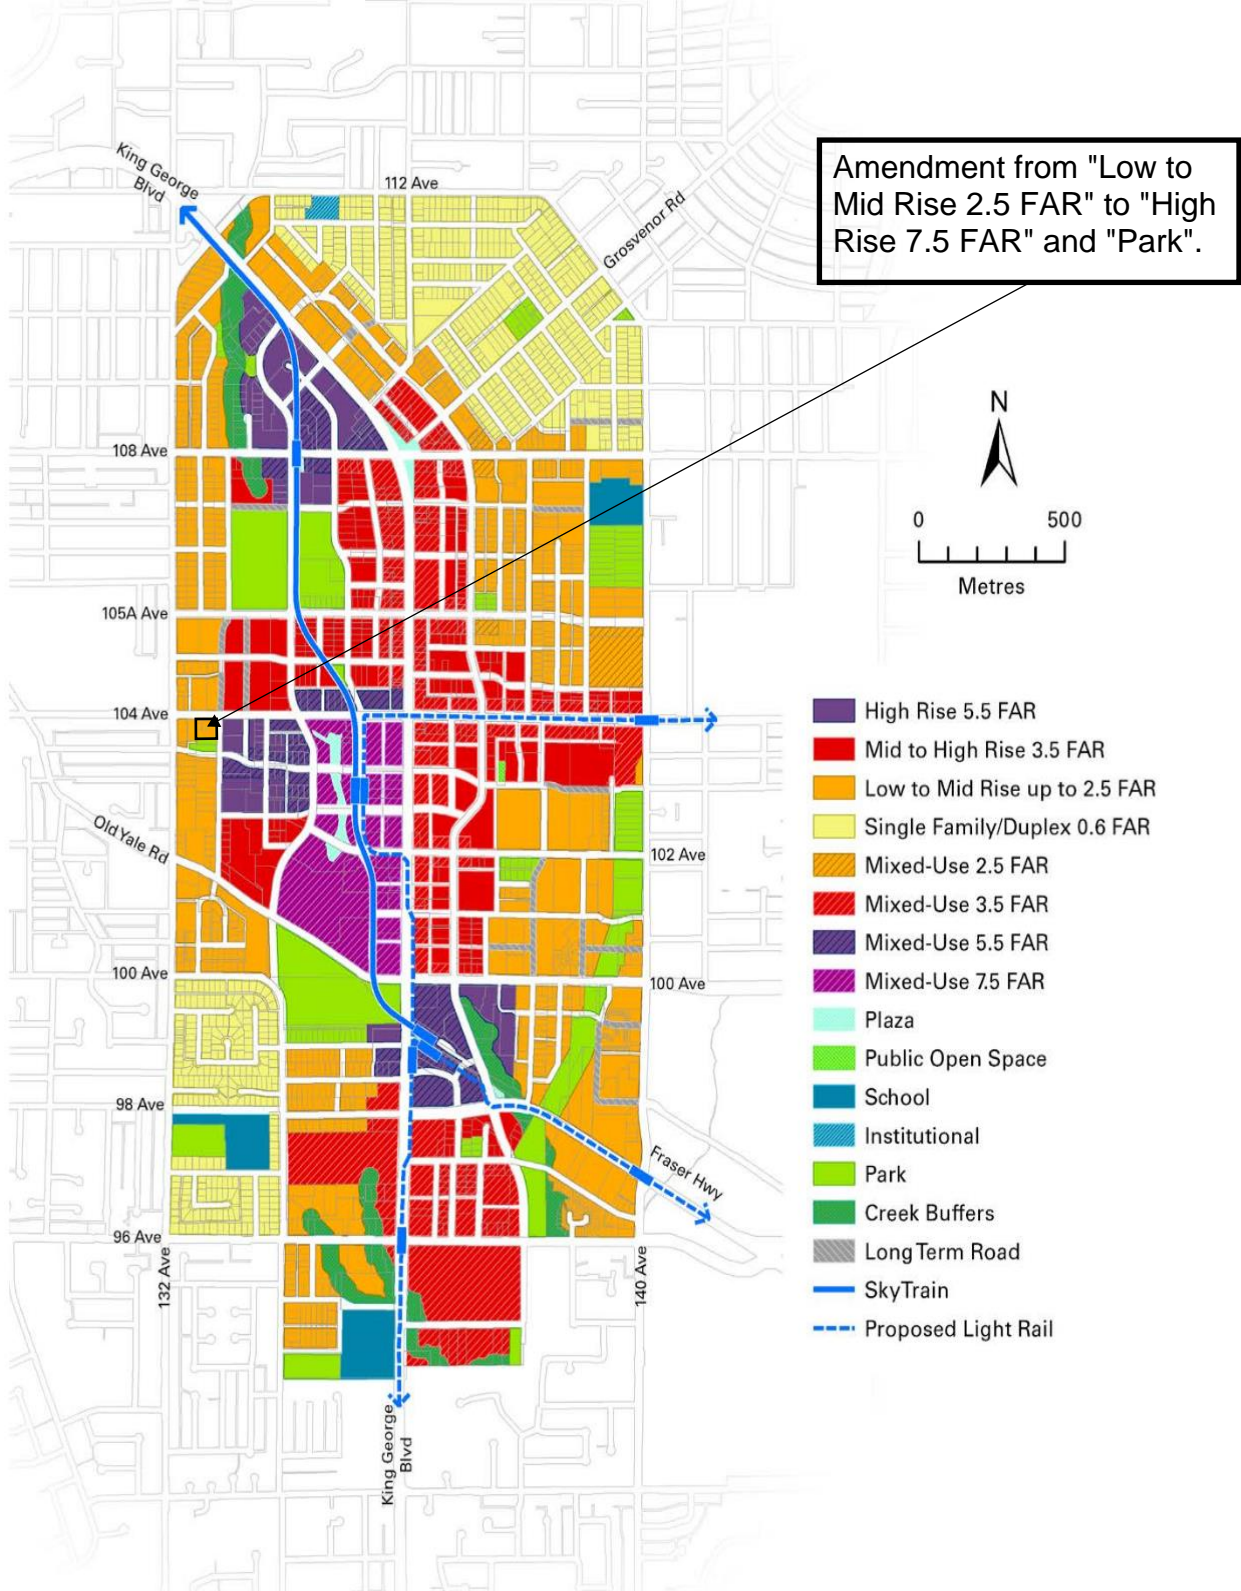 King George
Blvd
112 Ave
Grosvenor Rd
Amendment from "Low to
Mid Rise 2.5 FAR" to "High
Rise 7.5 FAR" and "Park".
N
108 Ave
0 500
Metres
105A Ave
104 Ave
Old Yale Rd
102 Ave
100 Ave
100 Ave
98 Ave
Fraser Hwy
96 Ave
132 Ave
140 Ave
King George
Blvd
High Rise 5.5 FAR
Mid to High Rise 3.5 FAR
Low to Mid Rise up to 2.5 FAR
Single Family/Duplex 0.6 FAR
Mixed-Use 2.5 FAR
Mixed-Use 3.5 FAR
Mixed-Use 5.5 FAR
Mixed-Use 7.5 FAR
Plaza
Public Open Space
School
Institutional
Park
Creek Buffers
Long Term Road
SkyTrain
Proposed Light Rail